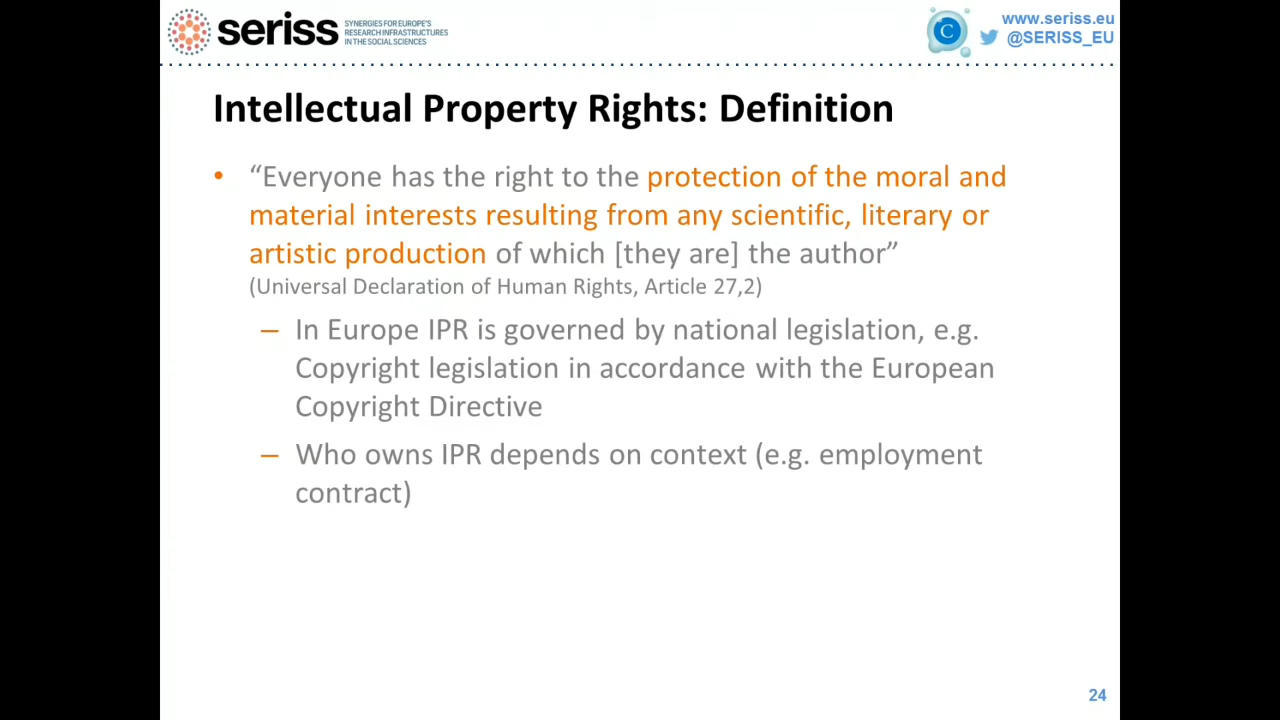 seriss
SYNERGIES FOR EUROPE'S
RESEARCH INFRASTRUCTURES
IN THE SOCIAL SCIENCES
C
www.seriss.eu
@SERISS_EU
Intellectual Property Rights: Definition
• “Everyone has the right to the protection of the moral and
material interests resulting from any scientific, literary or
artistic production of which [they are] the author”
(Universal Declaration of Human Rights, Article 27,2)
– In Europe IPR is governed by national legislation, e.g.
Copyright legislation in accordance with the European
Copyright Directive
– Who owns IPR depends on context (e.g. employment
contract)
24